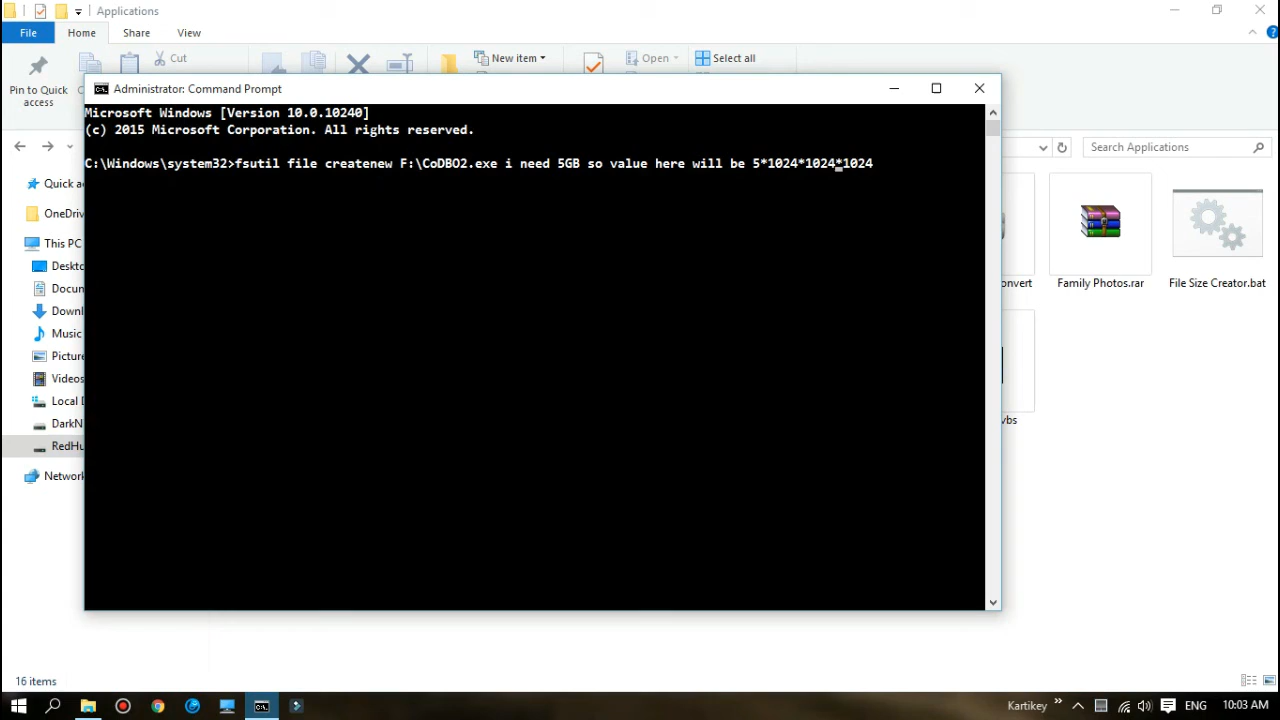 Applications
File Home Share View
Cut
New item
Open
Select all
Pin to Quick
access
Administrator: Command Prompt
Microsoft Windows [Version 10.0.10240]
(c) 2015 Microsoft Corporation. All rights reserved.
C:\Windows\system32>fsutil file createnew F:\CoDBO2.exe i need 5GB so value here will be 5*1024*1024*1024
Search Applications
Quick a
OneDriv
This PC
Deskto
Docun
Downl
Music
Picture
Videos
Local D
DarkN
RedHu
Network
onvert
Family Photos.rar
File Size Creator.bat
vbs
16 items
Kartikey
ENG
10:03 AM